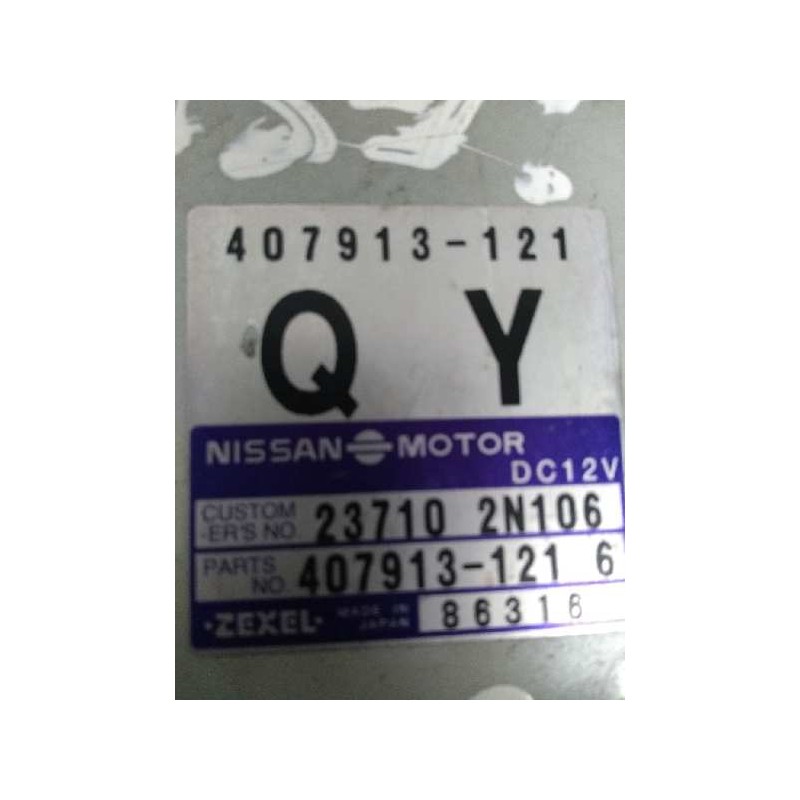 407913-121
Q Y
NISSAN MOTOR
DC12V
CUSTOM
-ER'S NO 23710 2N106
PARTS
NO 407913-121 6
·ZEXEL· MADE IN
JAPAN 86316